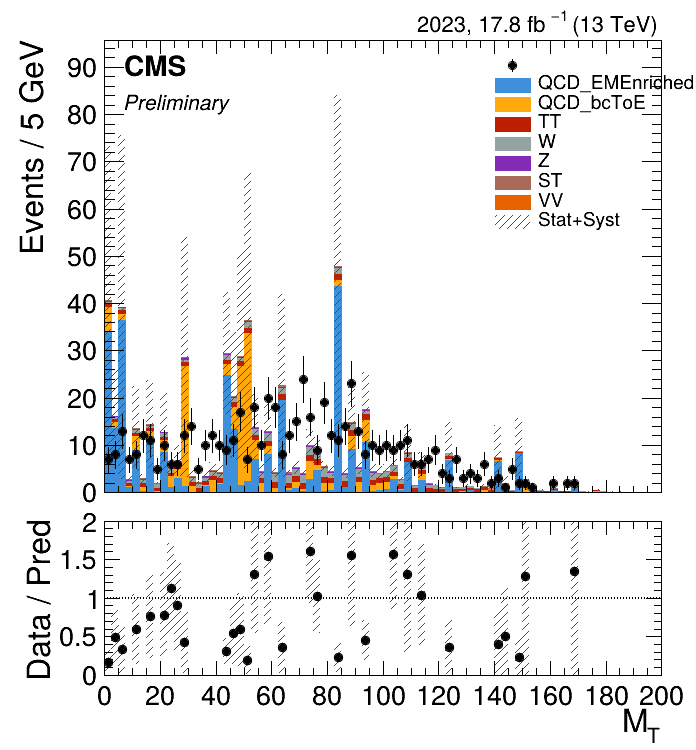 2023, 17.8 fb⁻¹ (13 TeV)
Events / 5 GeV
90
80
70
60
50
40
30
20
10
0
CMS
Preliminary
QCD_EMEnriched
QCD_bcToE
TT
W
Z
ST
VV
Stat+Syst
Data / Pred
2
1.5
1
0.5
0
0 20 40 60 80 100 120 140 160 180 200
M_T